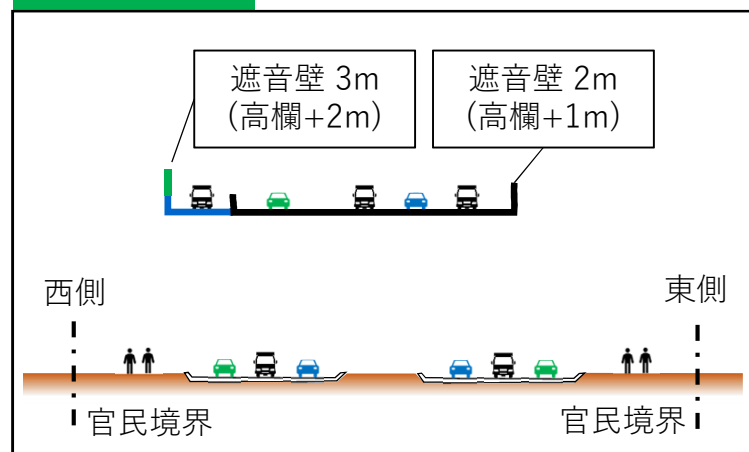 遮音壁 3m
(高欄+2m)
遮音壁 2m
(高欄+1m)
西側
東側
官民境界
官民境界